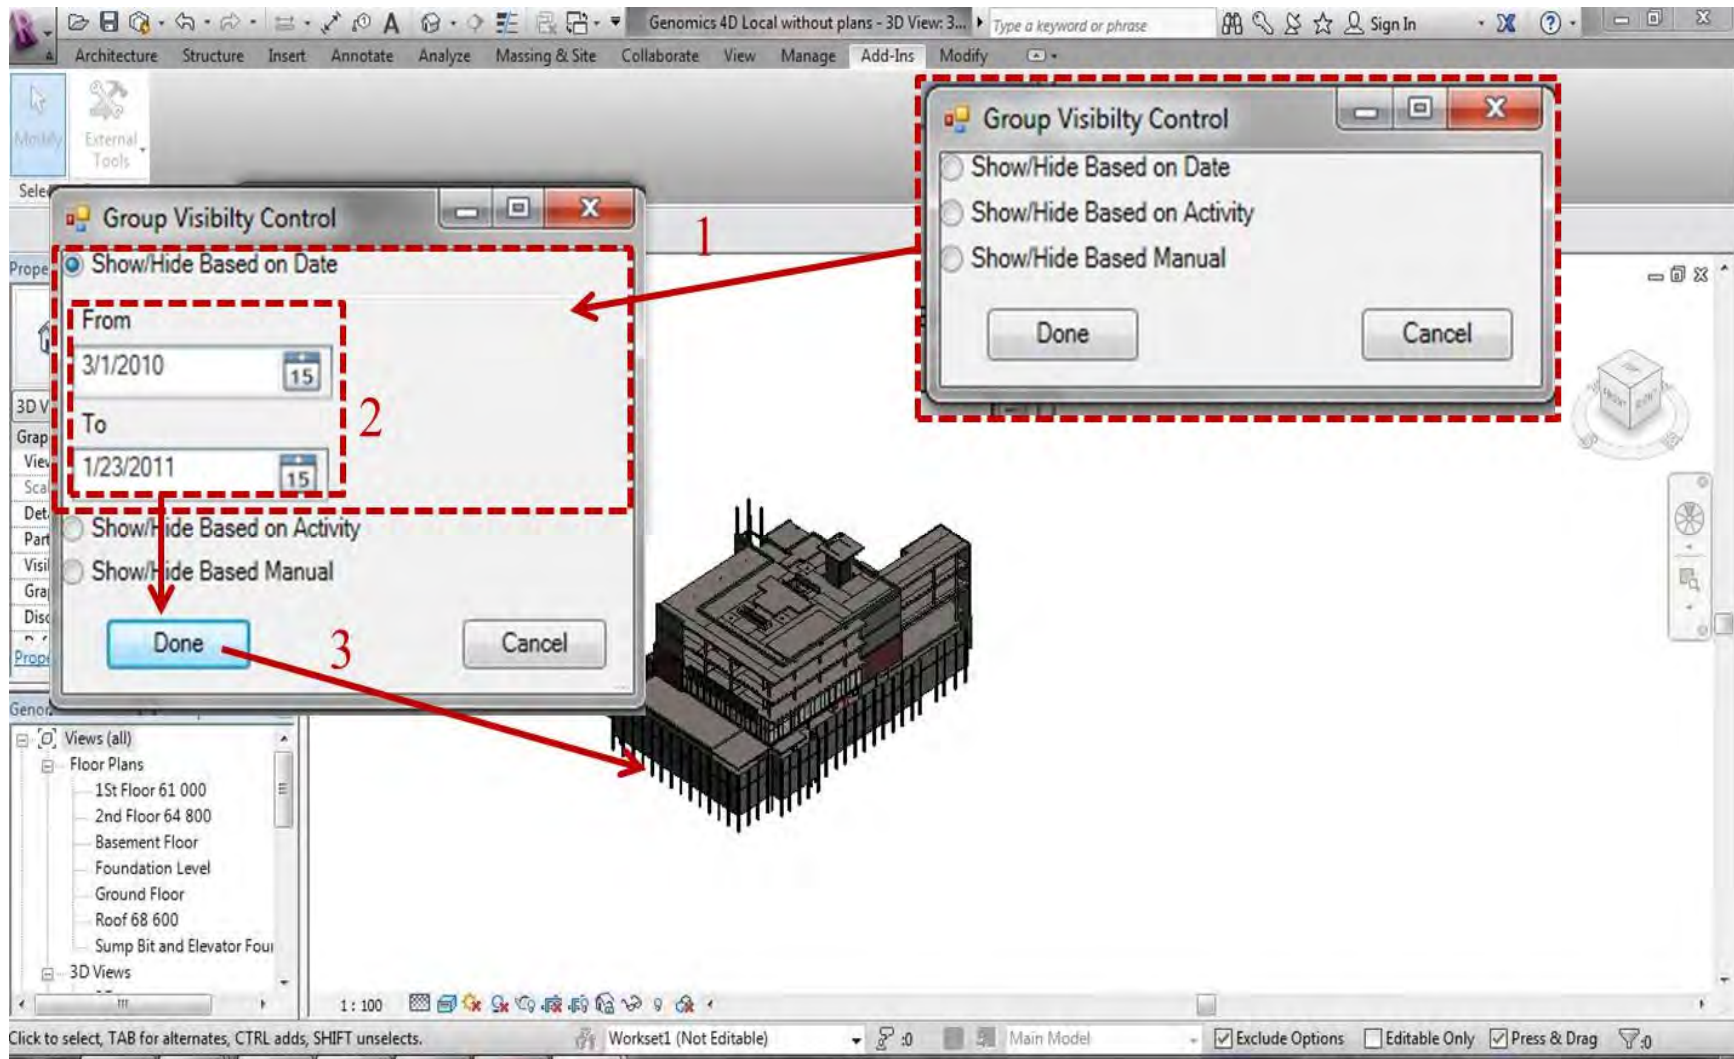 Genomics 4D Local without plans - 3D View: 3...
Type a keyword or phrase
Sign In
Architecture Structure Insert Annotate Analyze Massing & Site Collaborate View Manage Add-Ins Modify
Modify
External
Tools
Group Visibilty Control
Show/Hide Based on Date
Show/Hide Based on Activity
Show/Hide Based Manual
Done Cancel
1
Group Visibilty Control
Show/Hide Based on Date
From
3/1/2010
15
To
1/23/2011
15
2
Show/Hide Based on Activity
Show/Hide Based Manual
Done Cancel
3
Views (all)
Floor Plans
1St Floor 61 000
2nd Floor 64 800
Basement Floor
Foundation Level
Ground Floor
Roof 68 600
Sump Bit and Elevator Four
3D Views
1 : 100
Click to select, TAB for alternates, CTRL adds, SHIFT unselects.
Workset1 (Not Editable)
:0
Main Model
Exclude Options
Editable Only
Press & Drag
:0